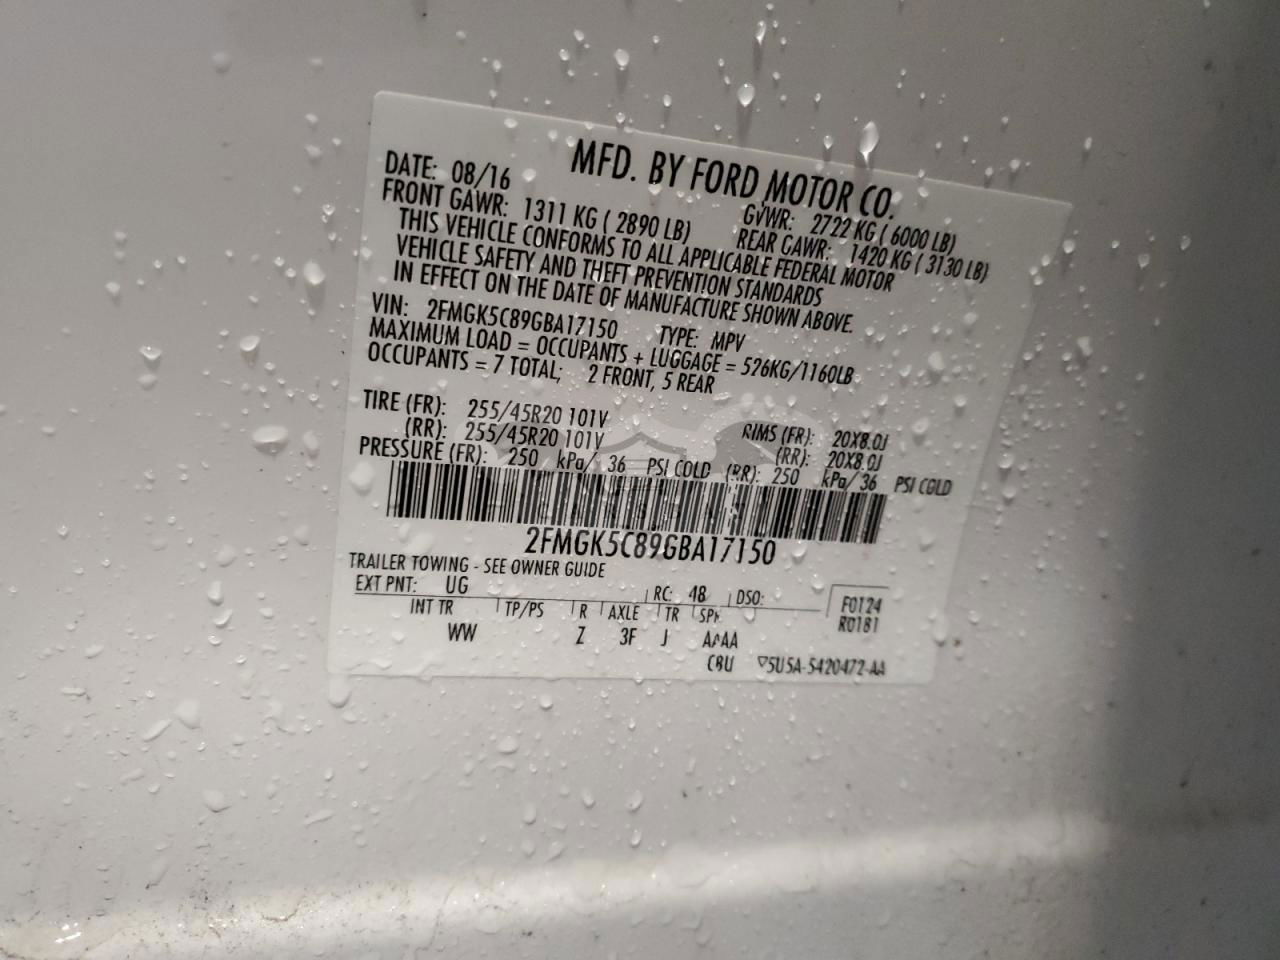 MFD. BY FORD MOTOR CO.
DATE: 08/16 GVWR: 2722 KG ( 6000 LB)
FRONT GAWR: 1311 KG ( 2890 LB) REAR GAWR: 1420 KG ( 3130 LB)
THIS VEHICLE CONFORMS TO ALL APPLICABLE FEDERAL MOTOR
VEHICLE SAFETY AND THEFT PREVENTION STANDARDS
IN EFFECT ON THE DATE OF MANUFACTURE SHOWN ABOVE.
VIN: 2FMGK5C89GBA17150 TYPE: MPV
MAXIMUM LOAD = OCCUPANTS + LUGGAGE = 526KG/1160LB
OCCUPANTS = 7 TOTAL; 2 FRONT, 5 REAR
TIRE (FR): 255/45R20 101V RIMS (FR): 20X8.0J
(RR): 255/45R20 101V (RR): 20X8.0J
PRESSURE (FR): 250 kPa/ 36 PSI COLD (RR): 250 kPa/ 36 PSI COLD
2FMGK5C89GBA17150
TRAILER TOWING - SEE OWNER GUIDE
EXT PNT: UG RC: 48 DSO: F0124
R0181
INT TR TP/PS R AXLE TR SPR
WW Z 3F J AAAA
CBU 5U5A-5420472-AA